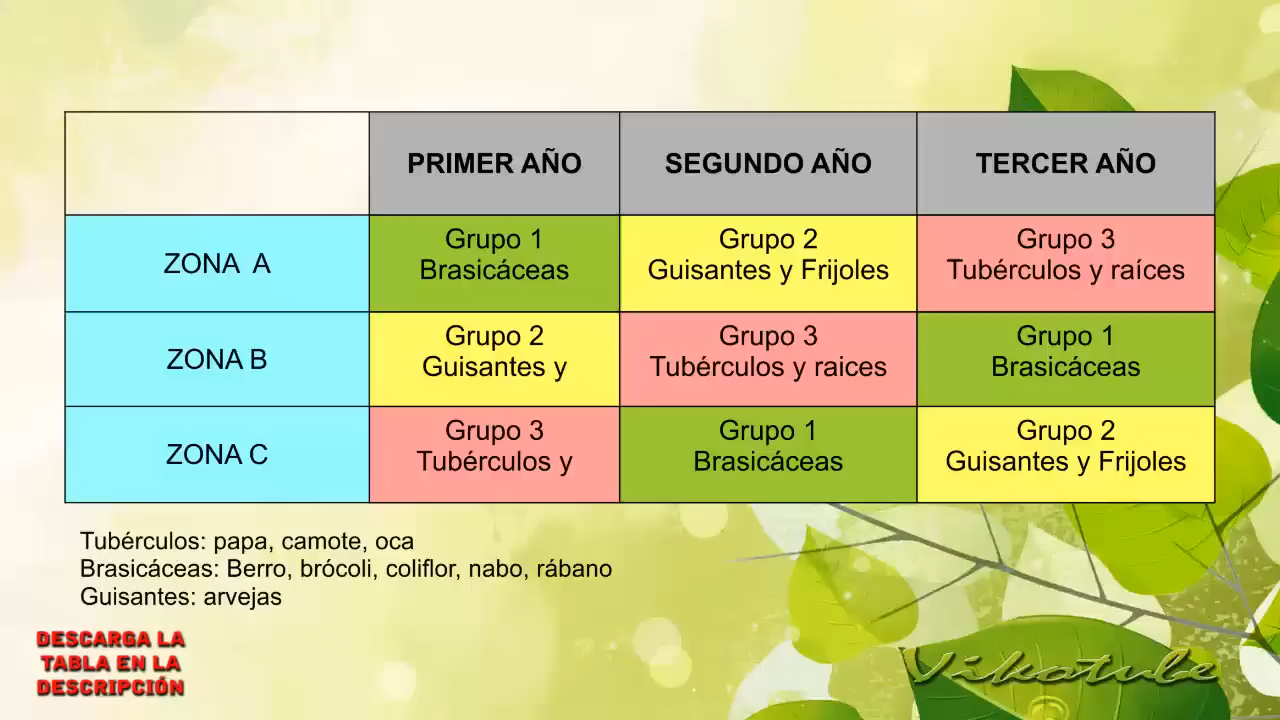 PRIMER AÑO
SEGUNDO AÑO
TERCER AÑO
ZONA A
Grupo 1
Brasicáceas
Grupo 2
Guisantes y Frijoles
Grupo 3
Tubérculos y raíces
ZONA B
Grupo 2
Guisantes y
Grupo 3
Tubérculos y raices
Grupo 1
Brasicáceas
ZONA C
Grupo 3
Tubérculos y
Grupo 1
Brasicáceas
Grupo 2
Guisantes y Frijoles
Tubérculos: papa, camote, oca
Brasicáceas: Berro, brócoli, coliflor, nabo, rábano
Guisantes: arvejas
DESCARGA LA
TABLA EN LA
DESCRIPCIÓN
Vikotube